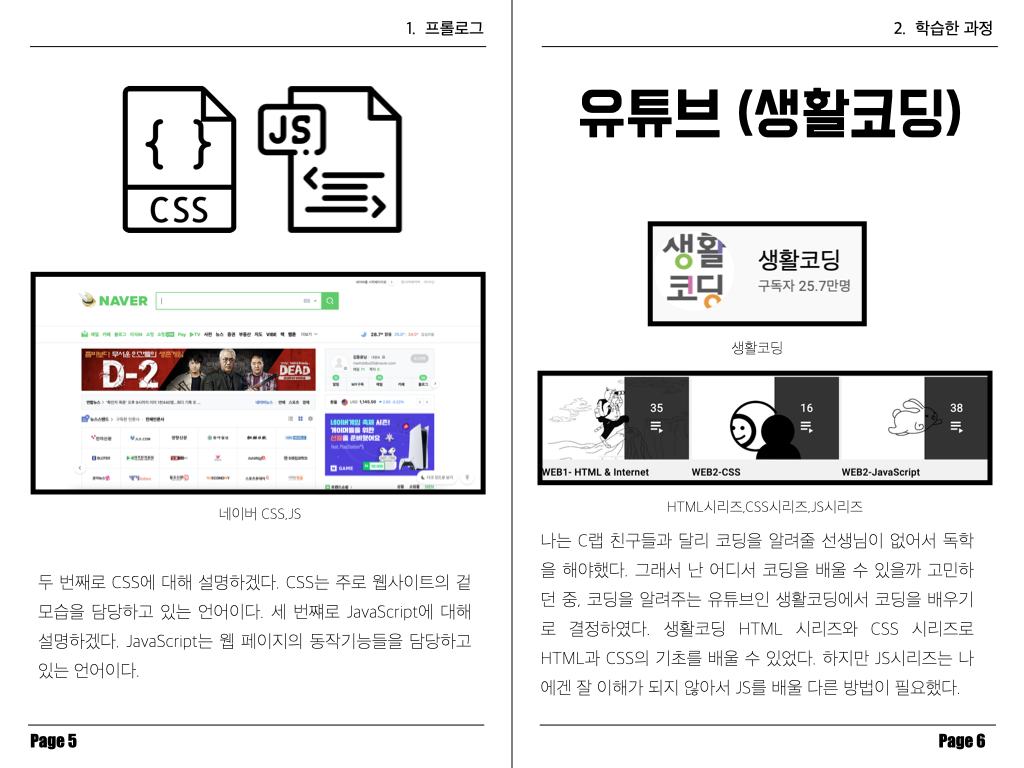 1. 프롤로그
{ }
CSS
JS
NAVER
사전 뉴스 증권 부동산 지도 VIBE 책 웹툰
D-2
DEAD
네이버 CSS,JS
두 번째로 CSS에 대해 설명하겠다. CSS는 주로 웹사이트의 겉
모습을 담당하고 있는 언어이다. 세 번째로 JavaScript에 대해
설명하겠다. JavaScript는 웹 페이지의 동작기능들을 담당하고
있는 언어이다.
Page 5
2. 학습한 과정
유튜브 (생활코딩)
생활
코딩
생활코딩
구독자 25.7만명
생활코딩
35
16
38
WEB1- HTML & Internet
WEB2-CSS
WEB2-JavaScript
HTML시리즈,CSS시리즈,JS시리즈
나는 C랩 친구들과 달리 코딩을 알려줄 선생님이 없어서 독학
을 해야했다. 그래서 난 어디서 코딩을 배울 수 있을까 고민하
던 중, 코딩을 알려주는 유튜브인 생활코딩에서 코딩을 배우기
로 결정하였다. 생활코딩 HTML 시리즈와 CSS 시리즈로
HTML과 CSS의 기초를 배울 수 있었다. 하지만 JS시리즈는 나
에겐 잘 이해가 되지 않아서 JS를 배울 다른 방법이 필요했다.
Page 6